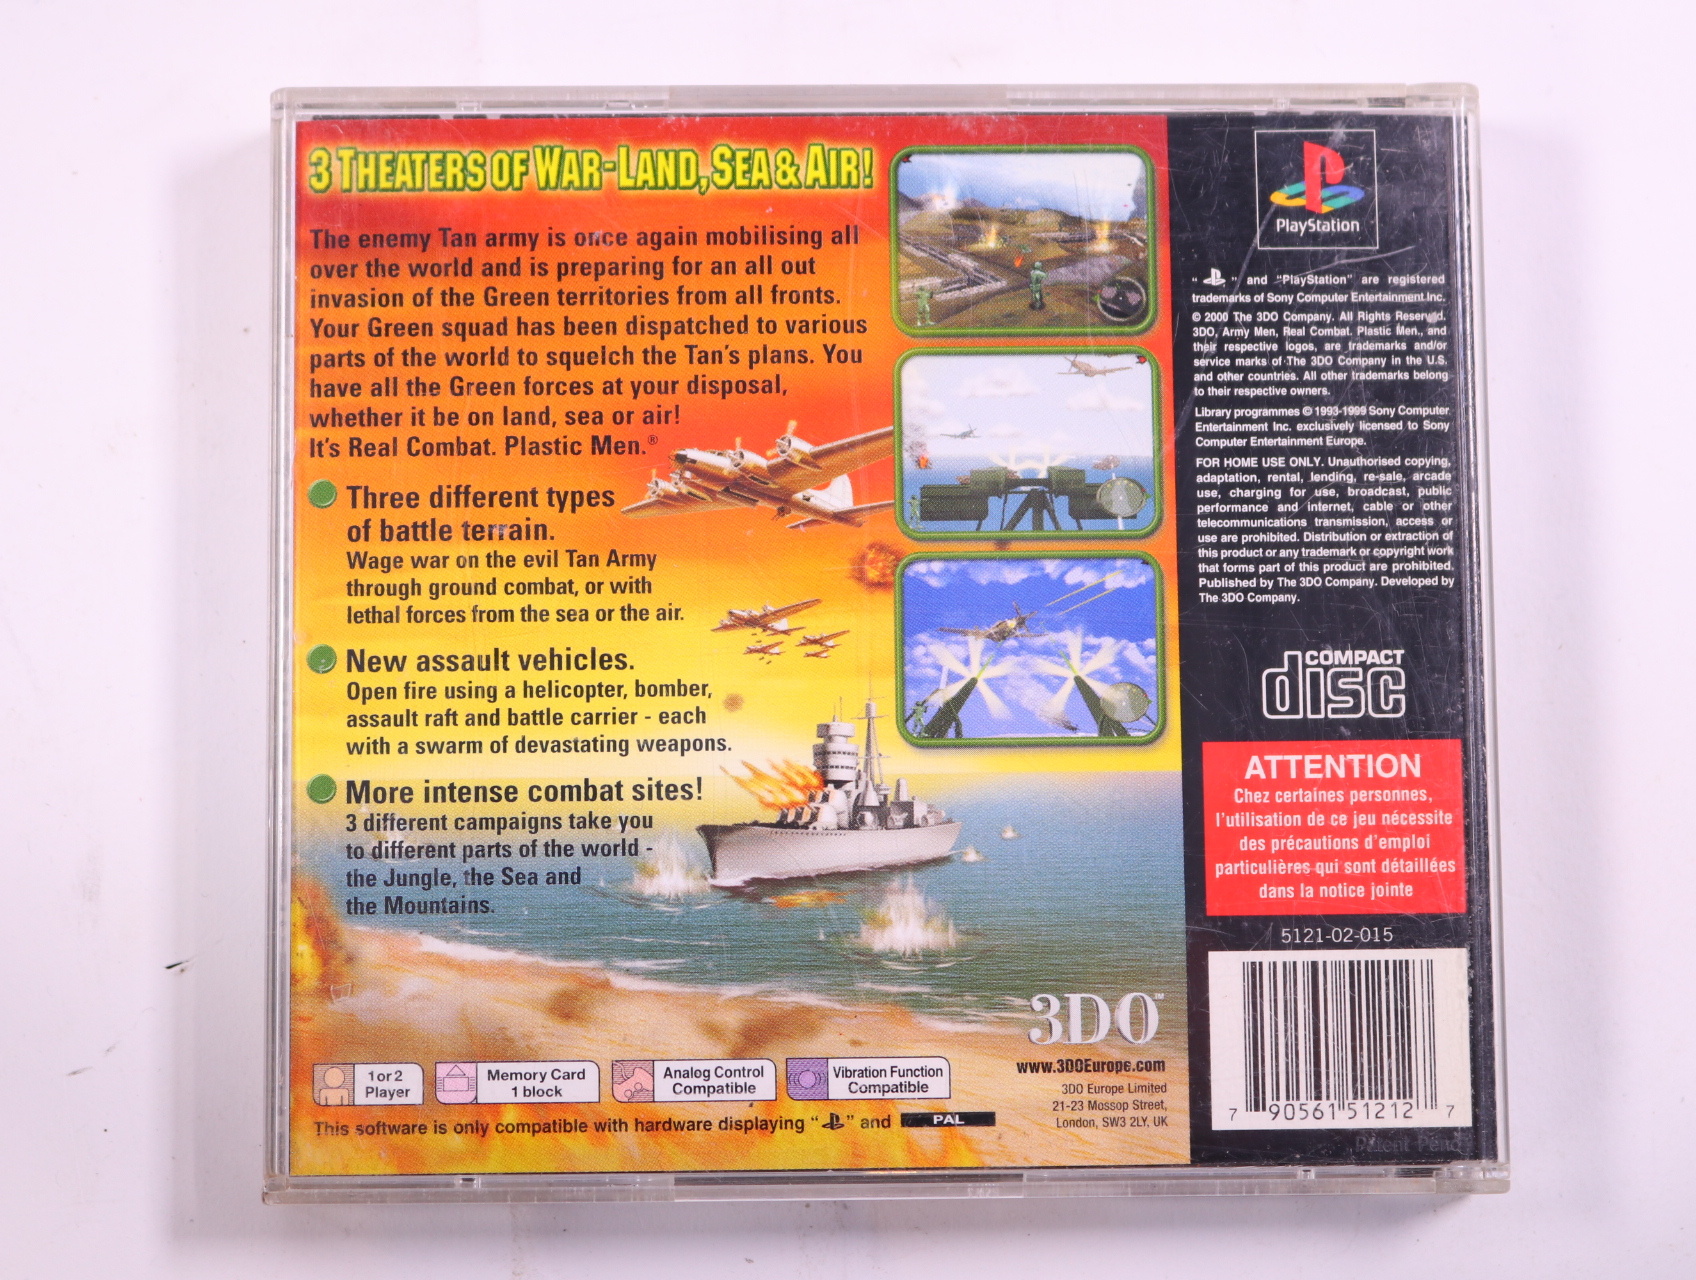 3 THEATERS OF WAR-LAND, SEA & AIR!
The enemy Tan army is once again mobilising all
over the world and is preparing for an all out
invasion of the Green territories from all fronts.
Your Green squad has been dispatched to various
parts of the world to squelch the Tan's plans. You
have all the Green forces at your disposal,
whether it be on land, sea or air!
It's Real Combat. Plastic Men.®
Three different types
of battle terrain.
Wage war on the evil Tan Army
through ground combat, or with
lethal forces from the sea or the air.
New assault vehicles.
Open fire using a helicopter, bomber,
assault raft and battle carrier - each
with a swarm of devastating weapons.
More intense combat sites!
3 different campaigns take you
to different parts of the world -
the Jungle, the Sea and
the Mountains.
3DO™
www.3DOEurope.com
3DO Europe Limited
21-23 Mossop Street,
London, SW3 2LY, UK
1 or 2
Player
Memory Card
1 block
Analog Control
Compatible
Vibration Function
Compatible
This software is only compatible with hardware displaying " " and PAL
PlayStation
" " and "PlayStation" are registered
trademarks of Sony Computer Entertainment Inc.
© 2000 The 3DO Company. All Rights Reserved.
3DO, Army Men, Real Combat. Plastic Men., and
their respective logos, are trademarks and/or
service marks of The 3DO Company in the U.S.
and other countries. All other trademarks belong
to their respective owners.
Library programmes © 1993-1999 Sony Computer
Entertainment Inc. exclusively licensed to Sony
Computer Entertainment Europe.
FOR HOME USE ONLY. Unauthorised copying,
adaptation, rental, lending, re-sale, arcade
use, charging for use, broadcast, public
performance and internet, cable or other
telecommunications transmission, access or
use are prohibited. Distribution or extraction of
this product or any trademark or copyright work
that forms part of this product are prohibited.
Published by The 3DO Company. Developed by
The 3DO Company.
COMPACT
disc
ATTENTION
Chez certaines personnes,
l'utilisation de ce jeu nécessite
des précautions d'emploi
particulières qui sont détaillées
dans la notice jointe
5121-02-015
7 90561 51212 7
Patent Pend